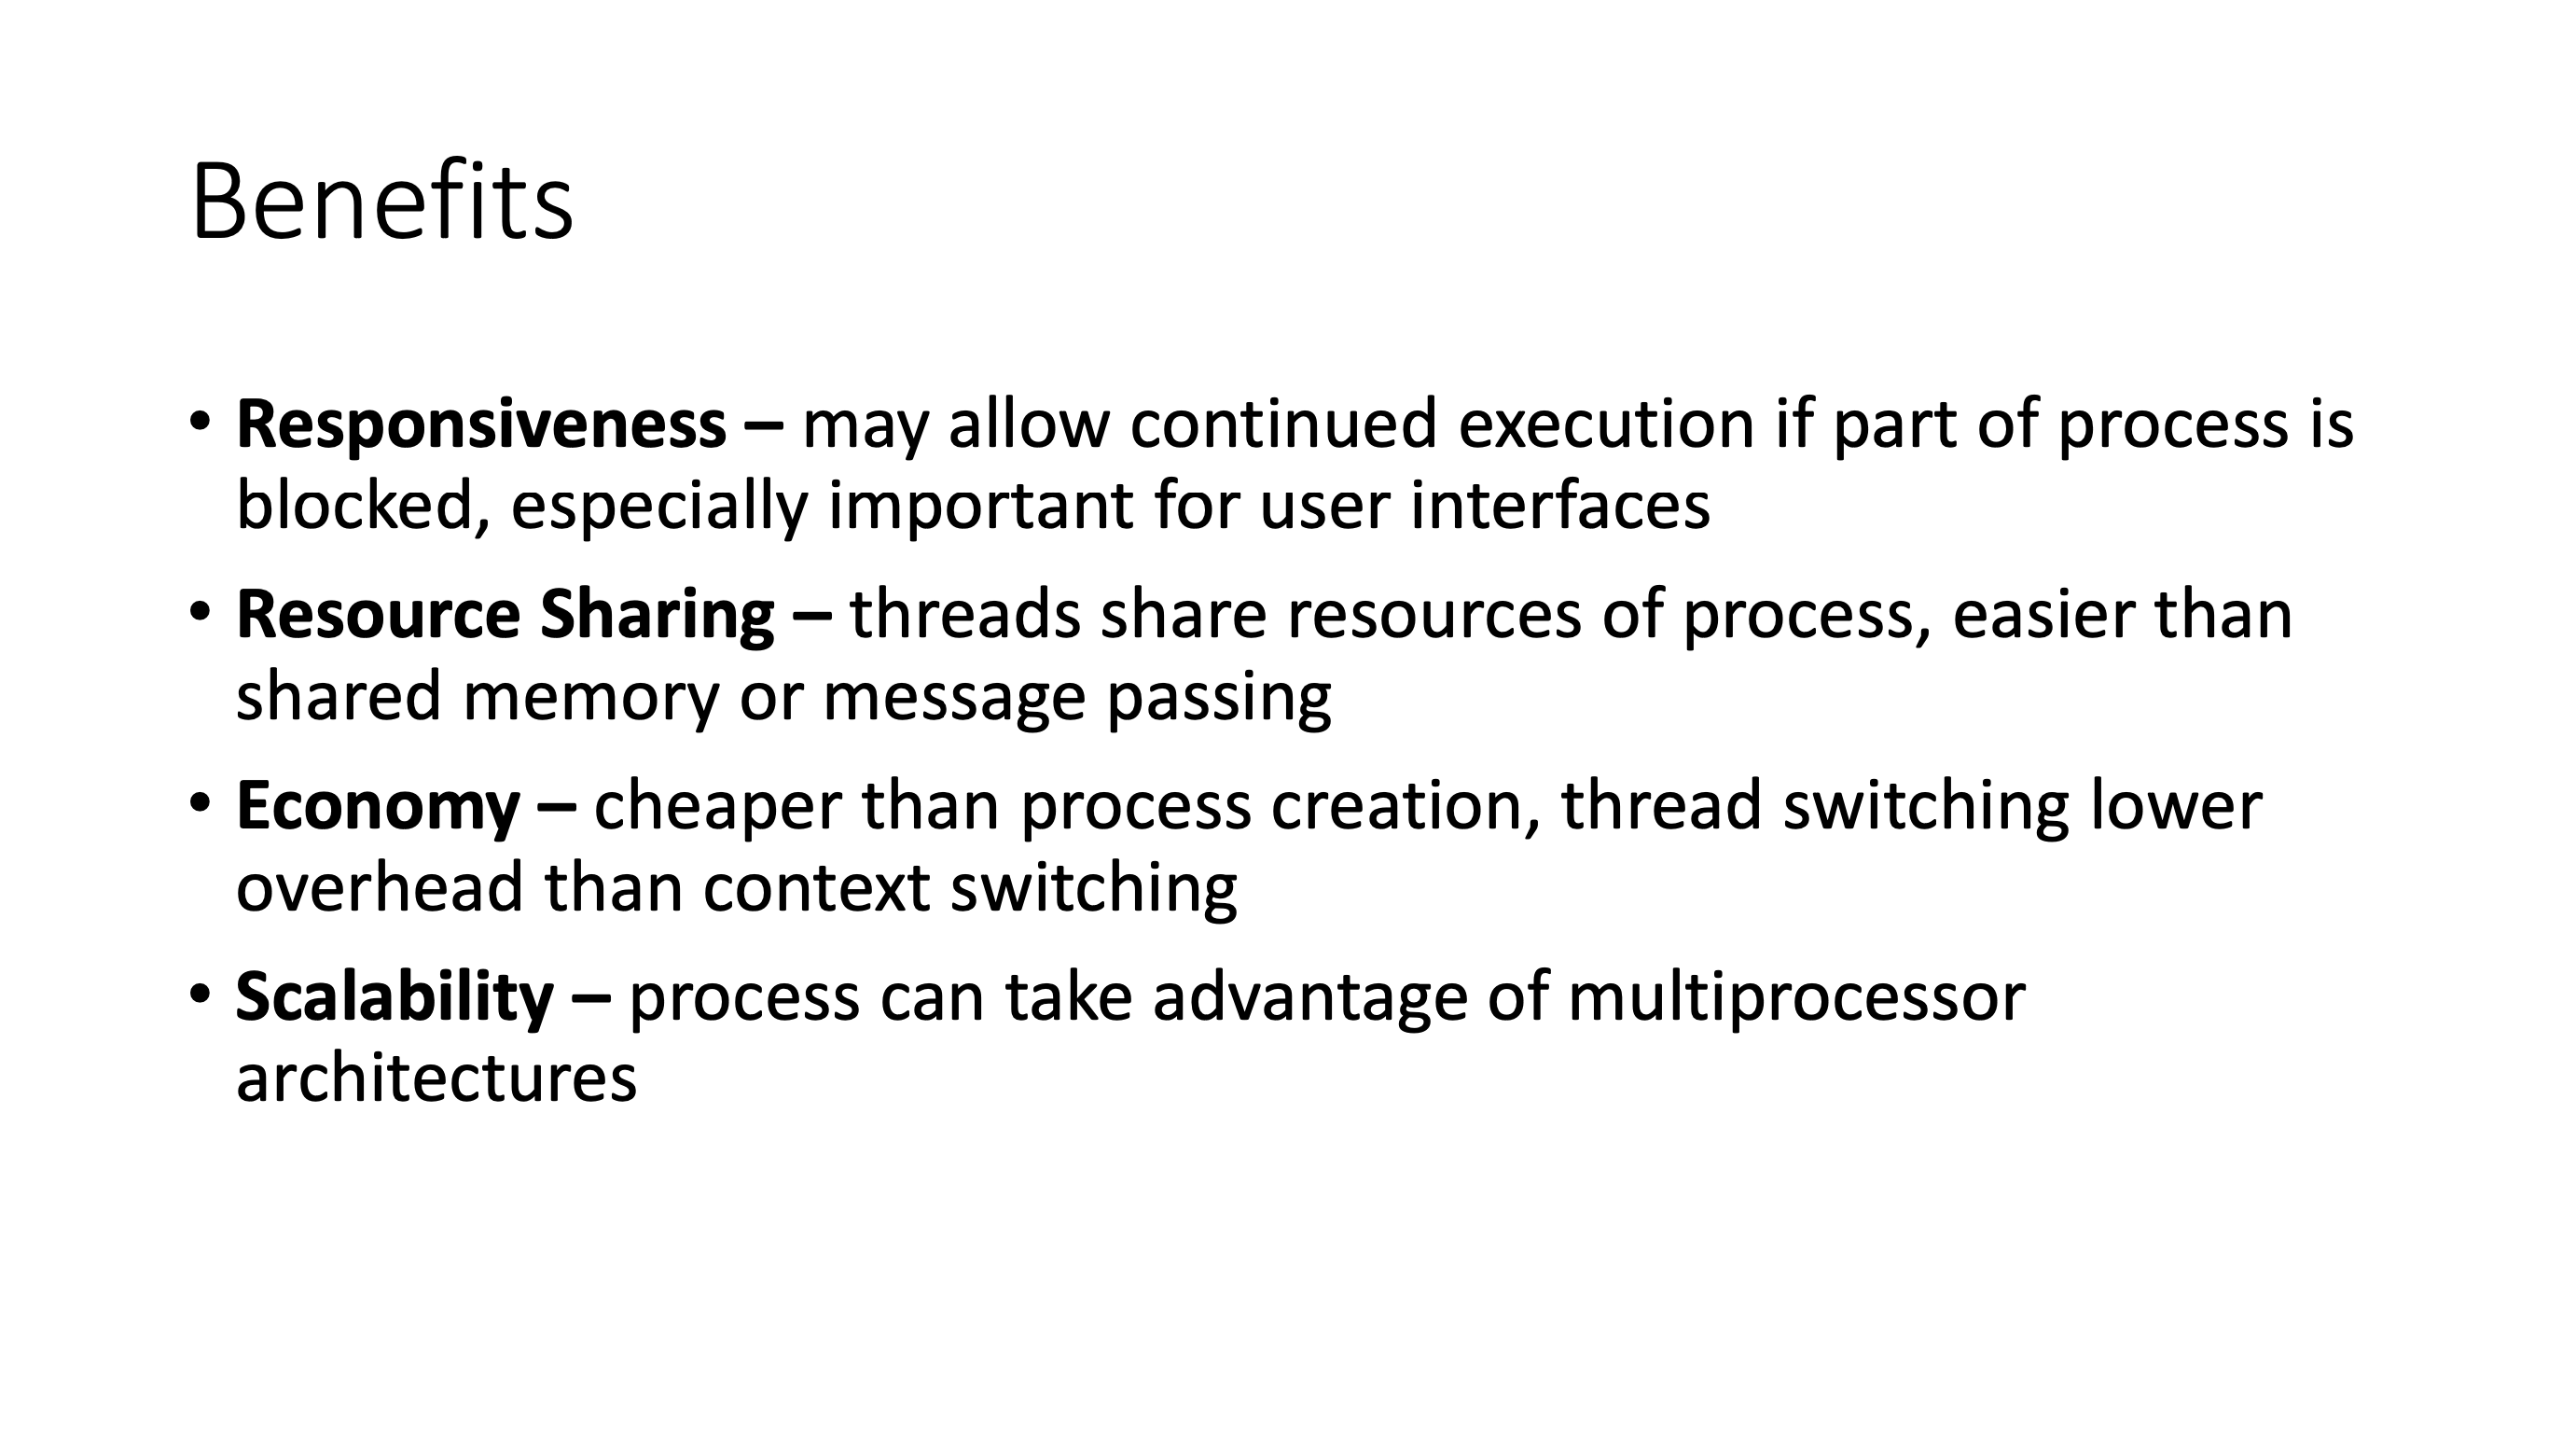 Benefits
• Responsiveness – may allow continued execution if part of process is
blocked, especially important for user interfaces
• Resource Sharing – threads share resources of process, easier than
shared memory or message passing
• Economy – cheaper than process creation, thread switching lower
overhead than context switching
• Scalability – process can take advantage of multiprocessor
architectures